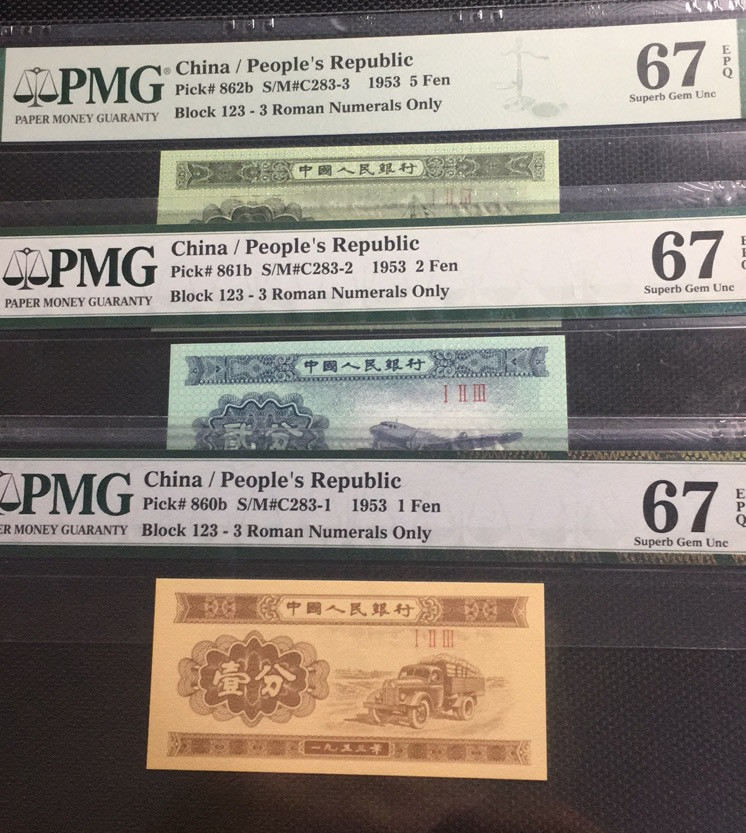 PMG®
PAPER MONEY GUARANTY
China / People's Republic
Pick# 862b S/M#C283-3 1953 5 Fen
Block 123 - 3 Roman Numerals Only
67 EPQ
Superb Gem Unc
中國人民銀行
I II III
PMG
PAPER MONEY GUARANTY
China / People's Republic
Pick# 861b S/M#C283-2 1953 2 Fen
Block 123 - 3 Roman Numerals Only
67
Superb Gem Unc
中國人民銀行
I II III
貳分
PMG
ER MONEY GUARANTY
China / People's Republic
Pick# 860b S/M#C283-1 1953 1 Fen
Block 123 - 3 Roman Numerals Only
67 EPQ
Superb Gem Unc
中國人民銀行
I II III
壹分
一九五三年